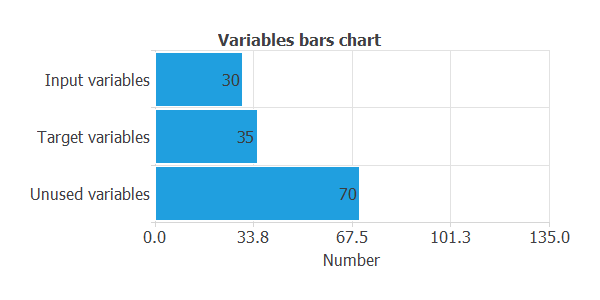 Variables bars chart
Input variables 30
Target variables 35
Unused variables 70
0.0 33.8 67.5 101.3 135.0
Number